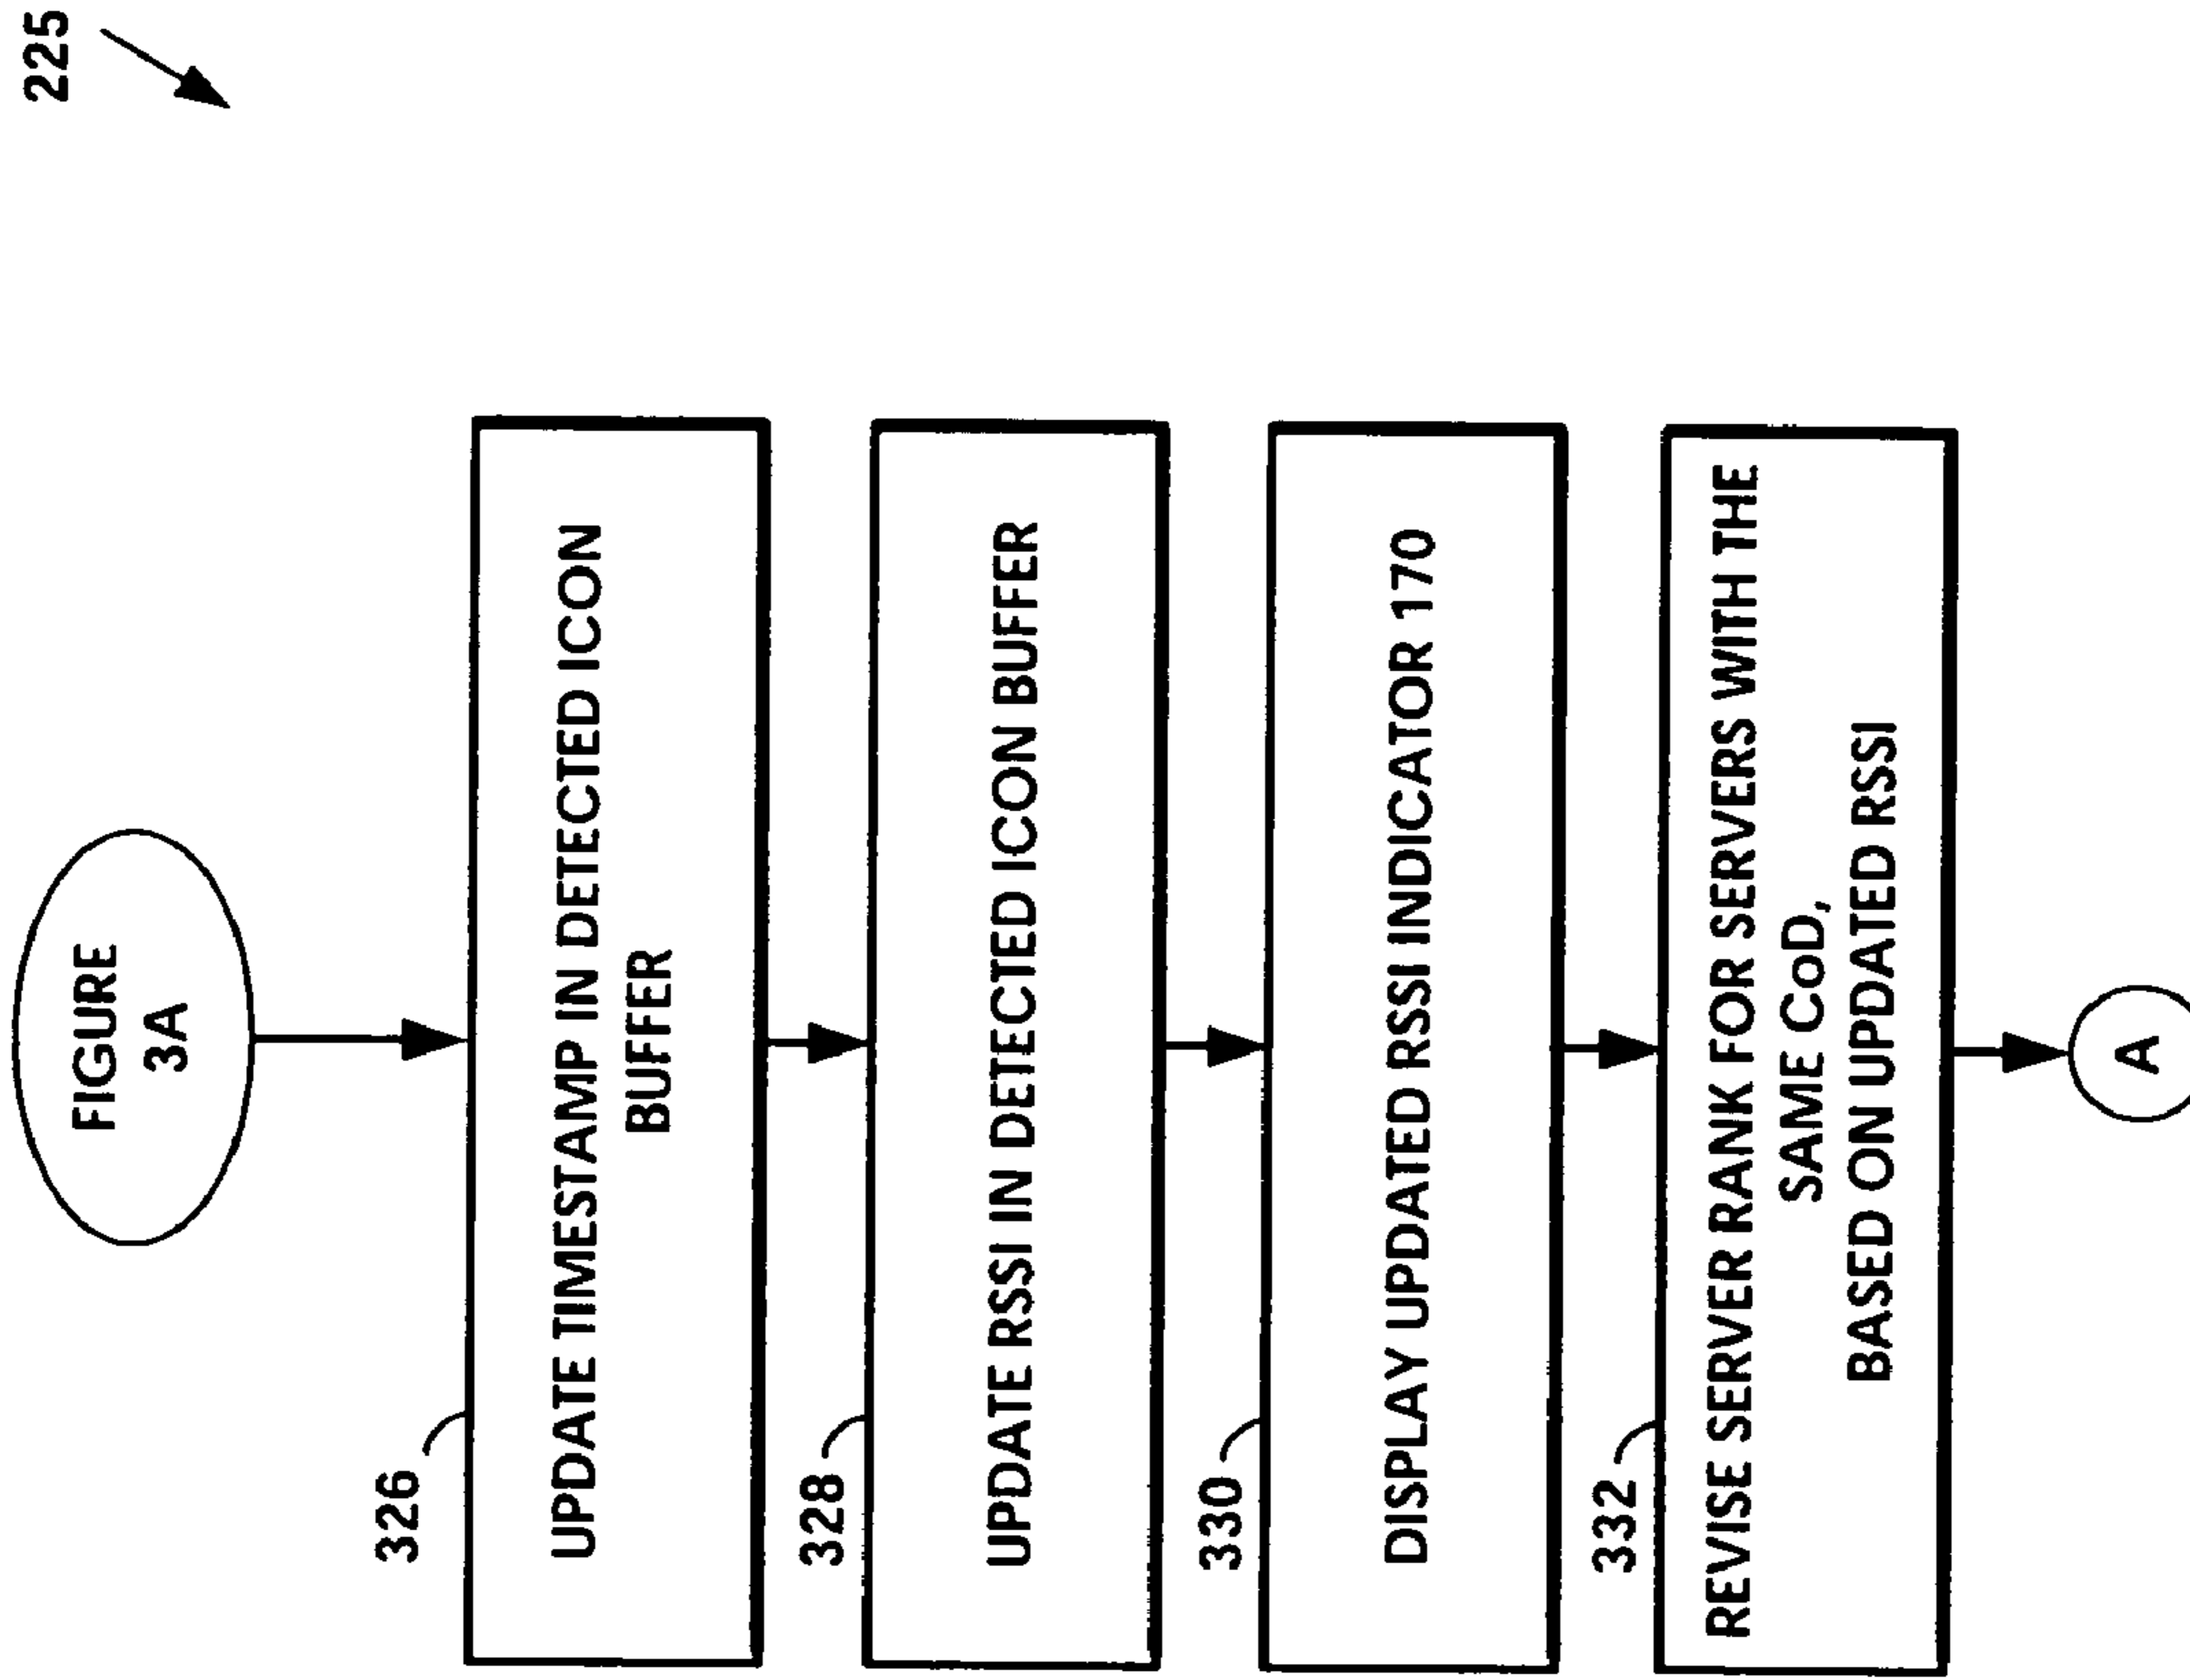 225
FIGURE
3A
326
UPDATE TIMESTAMP IN DETECTED ICON
BUFFER
328
UPDATE RSSI IN DETECTED ICON BUFFER
330
DISPLAY UPDATED RSSI INDICATOR 170
332
REVISE SERVER RANK FOR SERVERS WITH THE
SAME CoD,
BASED ON UPDATED RSSI
A